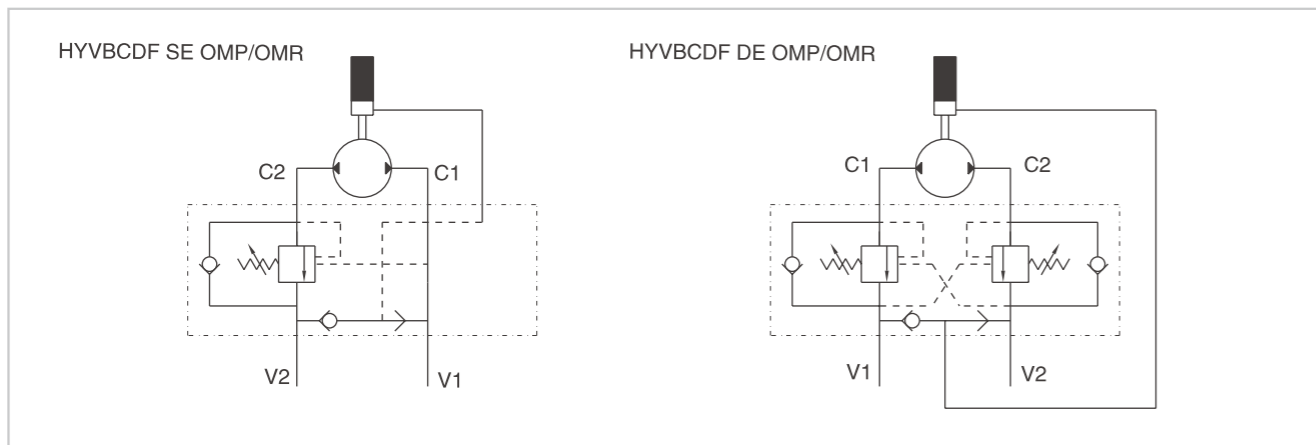 HYVBCDF SE OMP/OMR
C2
C1
V2
V1
HYVBCDF DE OMP/OMR
C1
C2
V1
V2